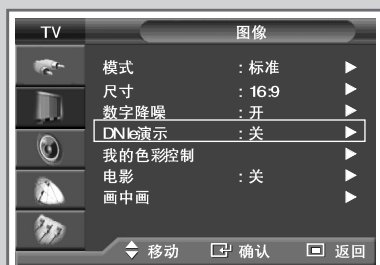 TV 图像
模式 :标准
尺寸 :16:9
数字降噪 :开
DNIe演示 :关
我的色彩控制
电影 :关
画中画
移动 确认 返回